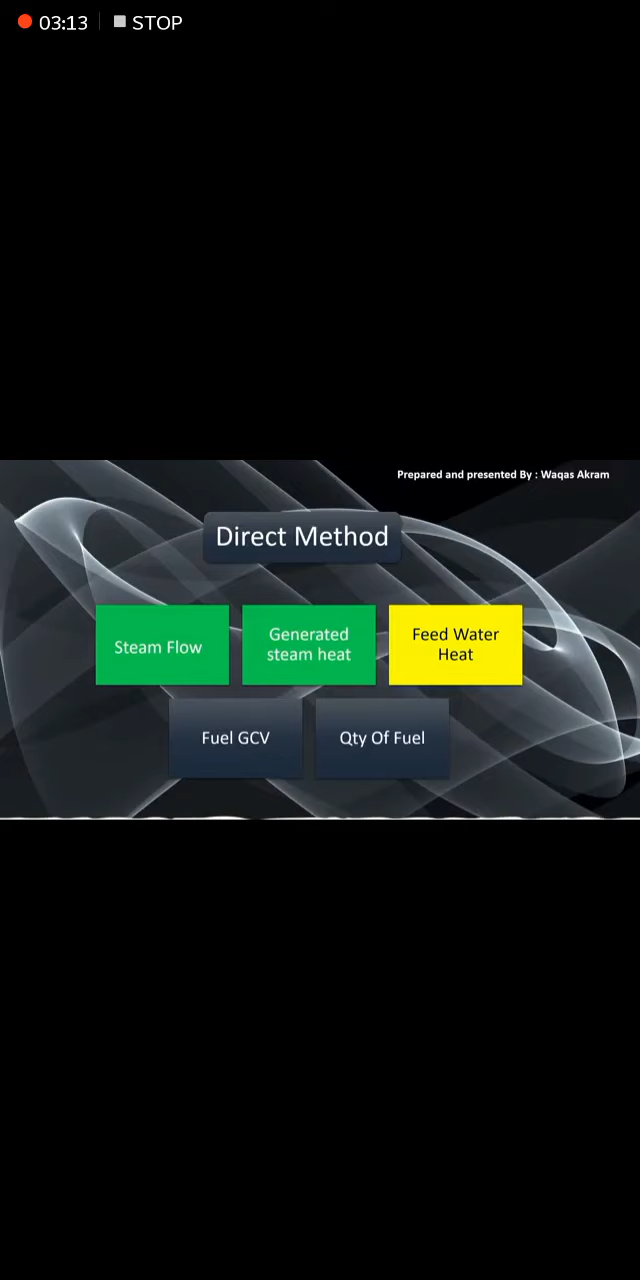 03:13 STOP
Prepared and presented By : Waqas Akram
Direct Method
Steam Flow
Generated
steam heat
Feed Water
Heat
Fuel GCV
Qty Of Fuel